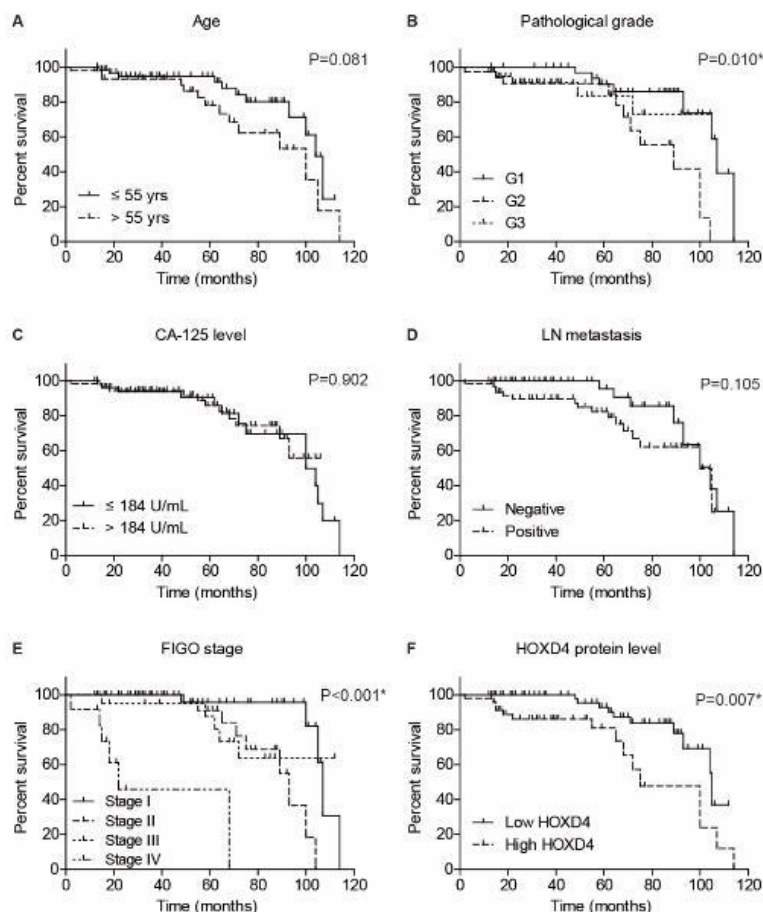 A Age
P=0.081
Percent survival
100
80
60
40
20
0
≤ 55 yrs
> 55 yrs
0 20 40 60 80 100 120
Time (months)
B Pathological grade
P=0.010*
Percent survival
100
80
60
40
20
0
G1
G2
G3
0 20 40 60 80 100 120
Time (months)
C CA-125 level
P=0.902
Percent survival
100
80
60
40
20
0
≤ 184 U/mL
> 184 U/mL
0 20 40 60 80 100 120
Time (months)
D LN metastasis
P=0.105
Percent survival
100
80
60
40
20
0
Negative
Positive
0 20 40 60 80 100 120
Time (months)
E FIGO stage
P<0.001*
Percent survival
100
80
60
40
20
0
Stage I
Stage II
Stage III
Stage IV
0 20 40 60 80 100 120
Time (months)
F HOXD4 protein level
P=0.007*
Percent survival
100
80
60
40
20
0
Low HOXD4
High HOXD4
0 20 40 60 80 100 120
Time (months)